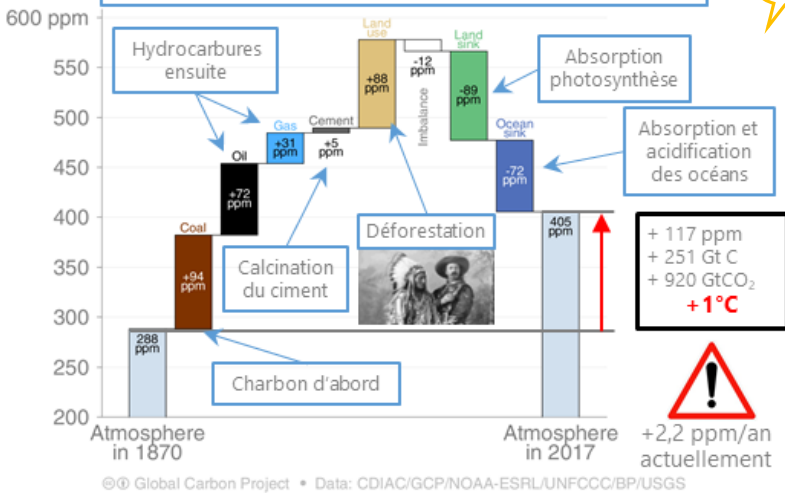 600 ppm
550
500
450
400
350
300
250
200
Hydrocarbures
ensuite
Land
use
+88
ppm
-12
ppm
Imbalance
Land
sink
-89
ppm
Absorption
photosynthèse
Gas
+31
ppm
Cement
+5
ppm
Ocean
sink
-72
ppm
Absorption et
acidification
des océans
Oil
+72
ppm
Coal
+94
ppm
Calcination
du ciment
Déforestation
405
ppm
+ 117 ppm
+ 251 Gt C
+ 920 GtCO₂
+1°C
288
ppm
Charbon d'abord
Atmosphere
in 1870
Atmosphere
in 2017
!
+2,2 ppm/an
actuellement
Global Carbon Project • Data: CDIAC/GCP/NOAA-ESRL/UNFCCC/BP/USGS